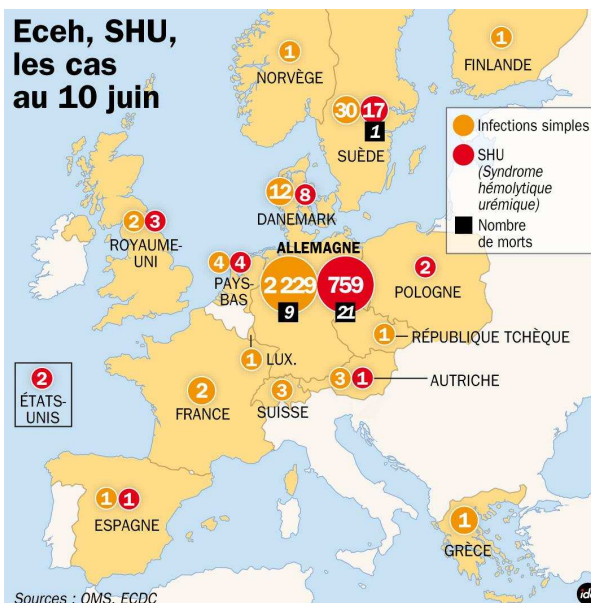 Eceh, SHU,
les cas
au 10 juin
1
NORVÈGE
1
FINLANDE
30 17
1
SUÈDE
Infections simples
SHU
(Syndrome
hémolytique
urémique)
Nombre
de morts
12 8
DANEMARK
2 3
ROYAUME-
UNI
4 4
PAYS-
BAS
ALLEMAGNE
2 229 759
9 21
2
POLOGNE
1 RÉPUBLIQUE TCHÈQUE
1 LUX.
3 1 AUTRICHE
3
SUISSE
2
FRANCE
2
ÉTATS-
UNIS
1 1
ESPAGNE
1
GRÈCE
Sources : OMS, ECDC